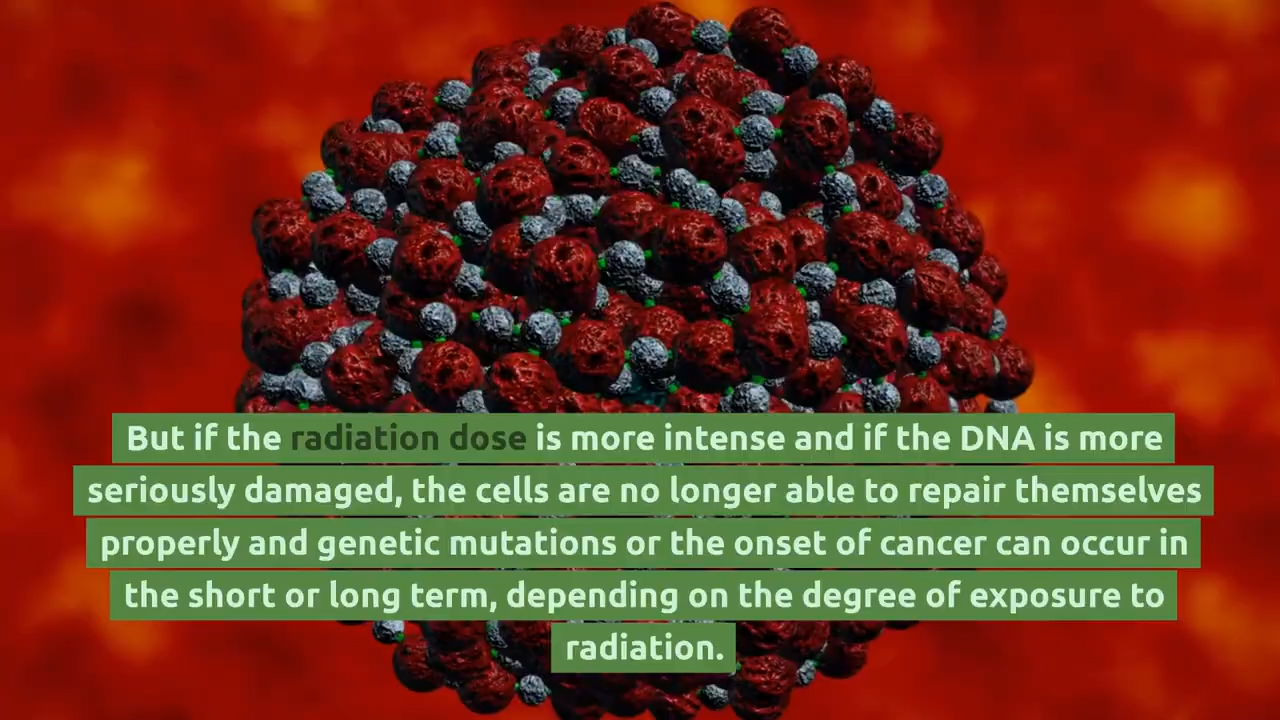 But if the radiation dose is more intense and if the DNA is more
seriously damaged, the cells are no longer able to repair themselves
properly and genetic mutations or the onset of cancer can occur in
the short or long term, depending on the degree of exposure to
radiation.